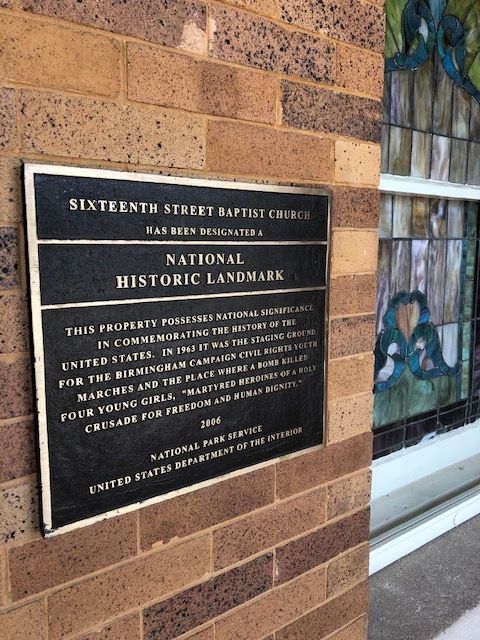 SIXTEENTH STREET BAPTIST CHURCH
HAS BEEN DESIGNATED A
NATIONAL
HISTORIC LANDMARK
THIS PROPERTY POSSESSES NATIONAL SIGNIFICANCE
IN COMMEMORATING THE HISTORY OF THE
UNITED STATES. IN 1963 IT WAS THE STAGING GROUND
FOR THE BIRMINGHAM CAMPAIGN CIVIL RIGHTS YOUTH
MARCHES AND THE PLACE WHERE A BOMB KILLED
FOUR YOUNG GIRLS, "MARTYRED HEROINES OF A HOLY
CRUSADE FOR FREEDOM AND HUMAN DIGNITY."
2006
NATIONAL PARK SERVICE
UNITED STATES DEPARTMENT OF THE INTERIOR